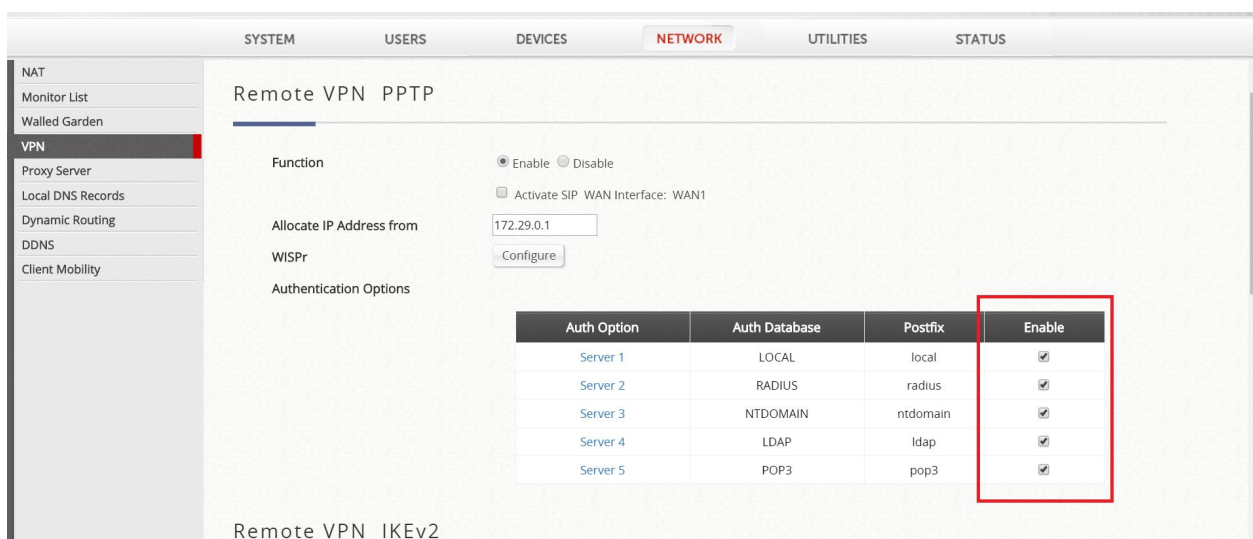 SYSTEM USERS DEVICES NETWORK UTILITIES STATUS
NAT
Monitor List
Walled Garden
VPN
Proxy Server
Local DNS Records
Dynamic Routing
DDNS
Client Mobility
Remote VPN PPTP
Function Enable Disable
Activate SIP WAN Interface: WAN1
Allocate IP Address from 172.29.0.1
WISPr Configure
Authentication Options
Auth Option Auth Database Postfix Enable
Server 1 LOCAL local
Server 2 RADIUS radius
Server 3 NTDOMAIN ntdomain
Server 4 LDAP ldap
Server 5 POP3 pop3
Remote VPN IKEv2